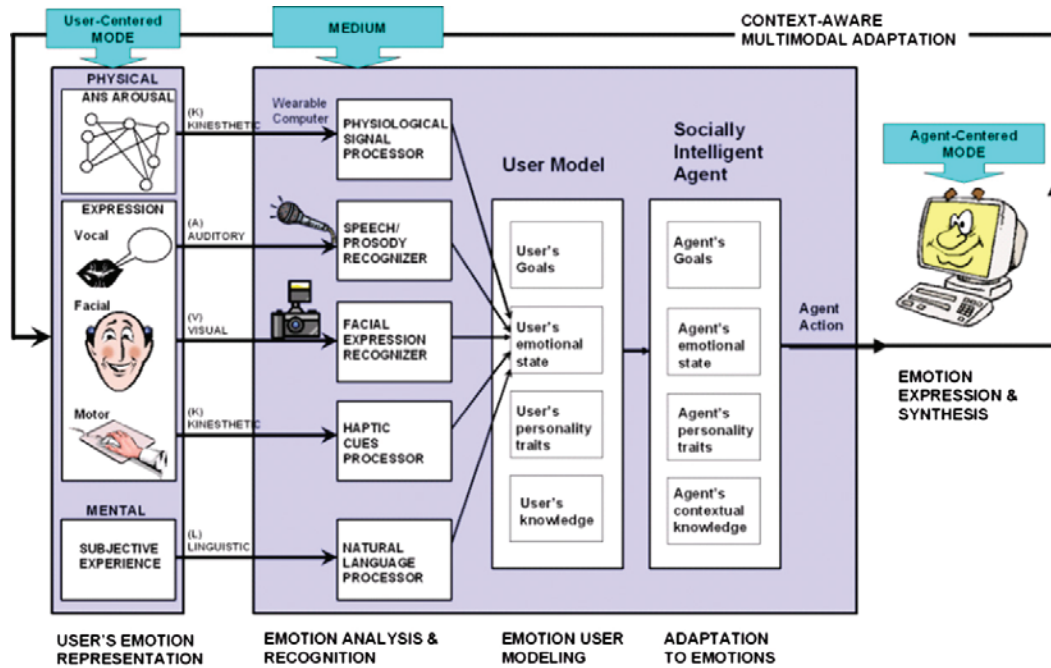 User-Centered
MODE
MEDIUM
CONTEXT-AWARE
MULTIMODAL ADAPTATION
PHYSICAL
ANS AROUSAL
(K)
KINESTHETIC
Wearable
Computer
PHYSIOLOGICAL
SIGNAL
PROCESSOR
EXPRESSION
Vocal
(A)
AUDITORY
SPEECH/
PROSODY
RECOGNIZER
Facial
(V)
VISUAL
FACIAL
EXPRESSION
RECOGNIZER
Motor
(K)
KINESTHETIC
HAPTIC
CUES
PROCESSOR
MENTAL
SUBJECTIVE
EXPERIENCE
(L)
LINGUISTIC
NATURAL
LANGUAGE
PROCESSOR
User Model
User's
Goals
User's
emotional
state
User's
personality
traits
User's
knowledge
Socially
Intelligent
Agent
Agent's
Goals
Agent's
emotional
state
Agent's
personality
traits
Agent's
contextual
knowledge
Agent
Action
Agent-Centered
MODE
EMOTION
EXPRESSION &
SYNTHESIS
USER'S EMOTION
REPRESENTATION
EMOTION ANALYSIS &
RECOGNITION
EMOTION USER
MODELING
ADAPTATION
TO EMOTIONS